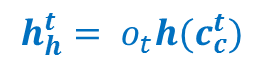 h_h^t = o_t h(c_c^t)